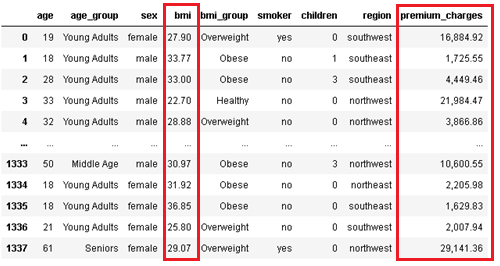 age age_group sex bmi bmi_group smoker children region premium_charges
0 19 Young Adults female 27.90 Overweight yes 0 southwest 16,884.92
1 18 Young Adults male 33.77 Obese no 1 southeast 1,725.55
2 28 Young Adults male 33.00 Obese no 3 southeast 4,449.46
3 33 Young Adults male 22.70 Healthy no 0 northwest 21,984.47
4 32 Young Adults male 28.88 Overweight no 0 northwest 3,866.86
... ... ... ... ... ... ... ... ... ...
1333 50 Middle Age male 30.97 Obese no 3 northwest 10,600.55
1334 18 Young Adults female 31.92 Obese no 0 northeast 2,205.98
1335 18 Young Adults female 36.85 Obese no 0 southeast 1,629.83
1336 21 Young Adults female 25.80 Overweight no 0 southwest 2,007.94
1337 61 Seniors female 29.07 Overweight yes 0 northwest 29,141.36